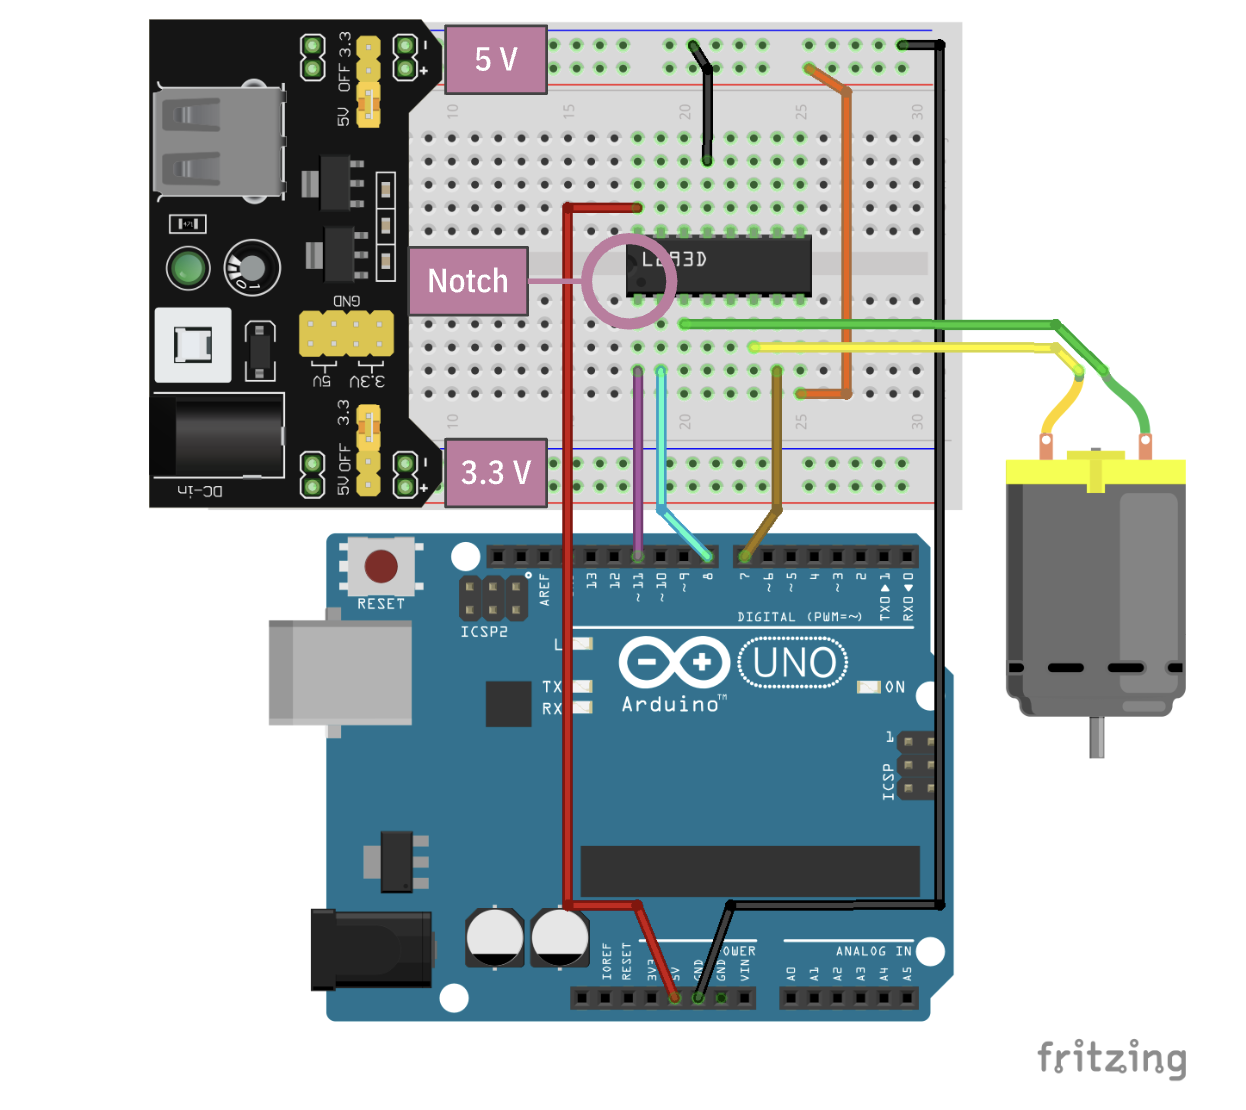 5 V
3.3
OFF
5V
-
+
10
15
20
25
30
L293D
Notch
GND
5V
3.3V
10
15
20
25
30
3.3
OFF
5V
-
+
3.3 V
DC-in
RESET
ICSP2
AREF
13
12
~11
~10
~9
8
7
~6
~5
4
~3
2
TX0▶1
RX0◀0
DIGITAL (PWM=~)
L
TX
RX
UNO
ON
Arduino™
1
ICSP
POWER
ANALOG IN
IOREF
RESET
3V3
5V
GND
GND
VIN
A0
A1
A2
A3
A4
A5
fritzing